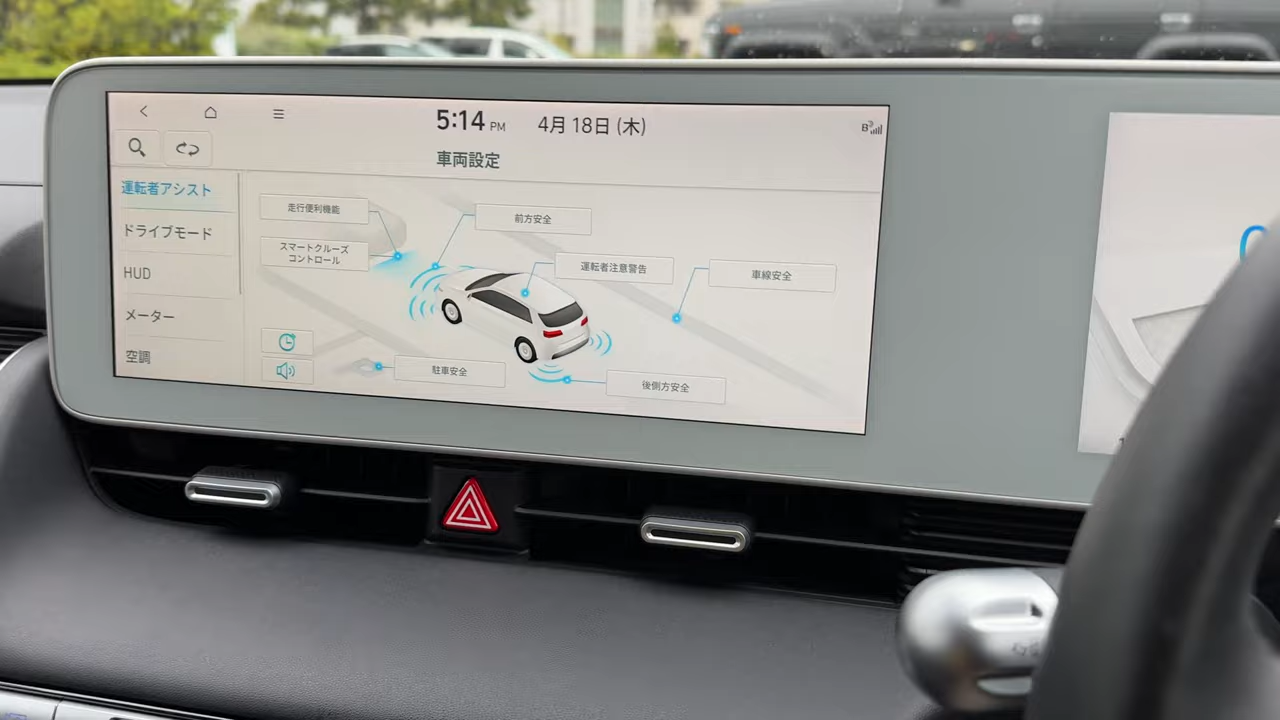 5:14 PM 4月 18日 (木)
車両設定
運転者アシスト
ドライブモード
HUD
メーター
空調
走行便利機能
前方安全
スマートクルーズ
コントロール
運転者注意警告
車線安全
駐車安全
後側方安全